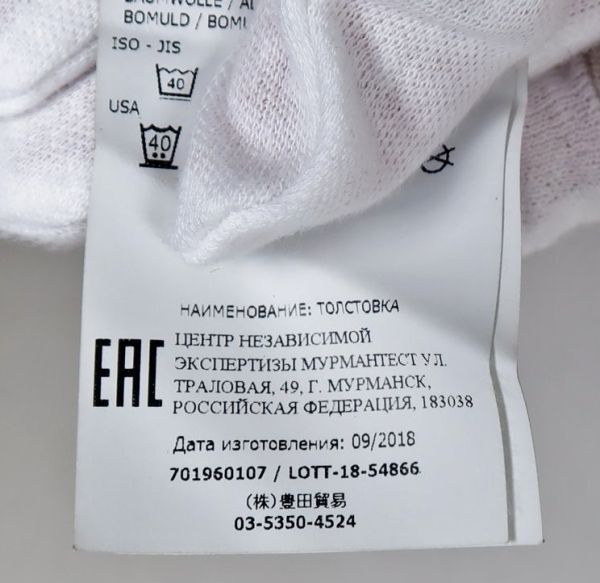 BOMULD / BOMU
ISO - JIS
40
USA
40
НАИМЕНОВАНИЕ: ТОЛСТОВКА
EAC
ЦЕНТР НЕЗАВИСИМОЙ
ЭКСПЕРТИЗЫ МУРМАНТЕСТ УЛ.
ТРАЛОВАЯ, 49, Г. МУРМАНСК,
РОССИЙСКАЯ ФЕДЕРАЦИЯ, 183038
Дата изготовления: 09/2018
701960107 / LOTT-18-54866
(株)豊田貿易
03-5350-4524